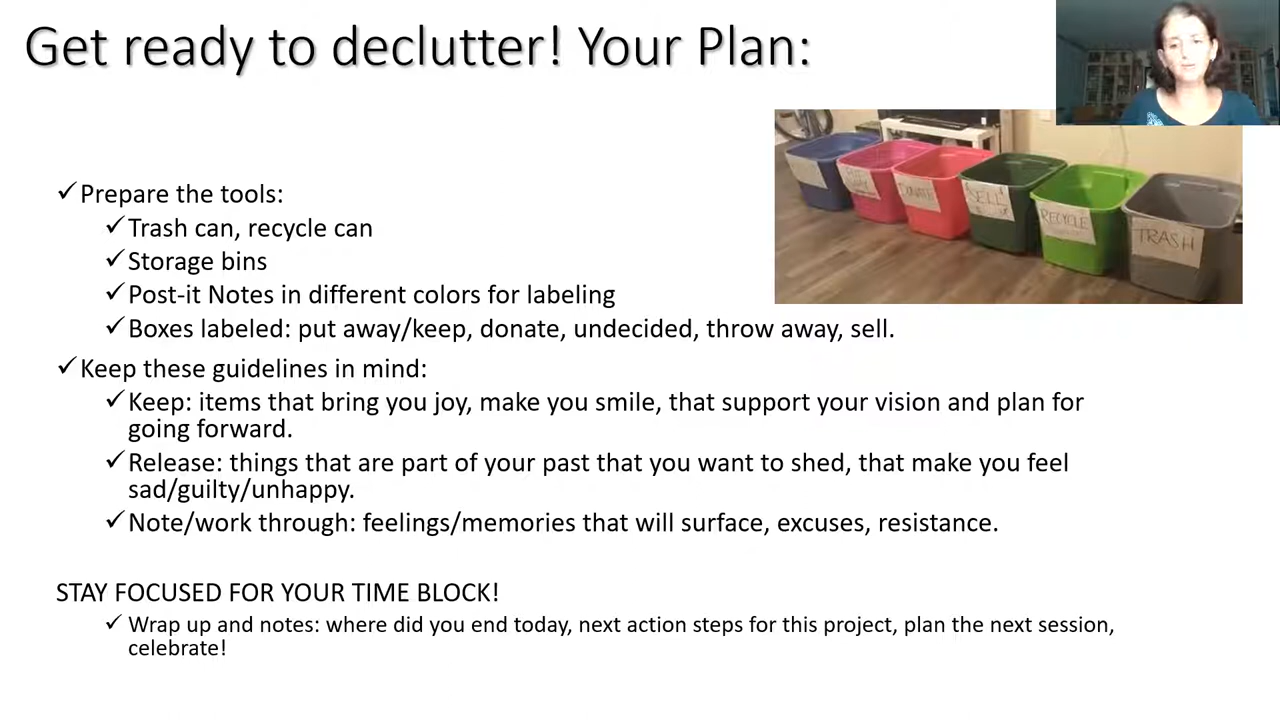 Get ready to declutter! Your Plan:
✓Prepare the tools:
✓Trash can, recycle can
✓Storage bins
✓Post-it Notes in different colors for labeling
✓Boxes labeled: put away/keep, donate, undecided, throw away, sell.
✓Keep these guidelines in mind:
✓Keep: items that bring you joy, make you smile, that support your vision and plan for
going forward.
✓Release: things that are part of your past that you want to shed, that make you feel
sad/guilty/unhappy.
✓Note/work through: feelings/memories that will surface, excuses, resistance.
STAY FOCUSED FOR YOUR TIME BLOCK!
✓Wrap up and notes: where did you end today, next action steps for this project, plan the next session,
celebrate!
DONATE
SELL
RECYCLE
TRASH